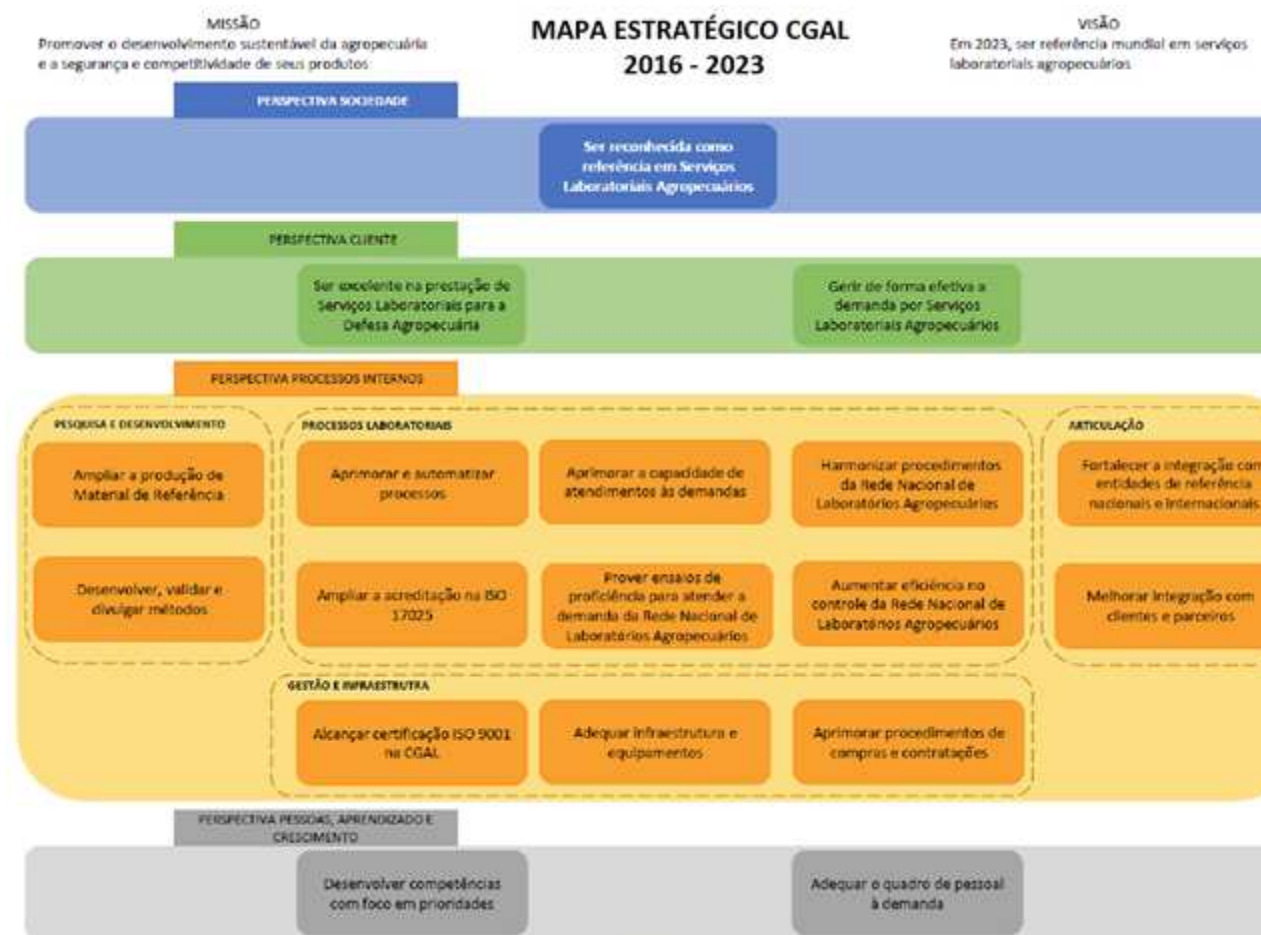 MISSÃO
Promover o desenvolvimento sustentável da agropecuária
e a segurança e competitividade de seus produtos
MAPA ESTRATÉGICO CGAL
2016 - 2023
VISÃO
Em 2023, ser referência mundial em serviços
laboratoriais agropecuários
PERSPECTIVA SOCIEDADE
Ser reconhecida como
referência em Serviços
Laboratoriais Agropecuários
PERSPECTIVA CLIENTE
Ser excelente na prestação de
Serviços Laboratoriais para a
Defesa Agropecuária
Gerir de forma efetiva a
demanda por Serviços
Laboratoriais Agropecuários
PERSPECTIVA PROCESSOS INTERNOS
PESQUISA E DESENVOLVIMENTO
Ampliar a produção de
Material de Referência
Desenvolver, validar e
divulgar métodos
PROCESSOS LABORATORIAIS
Aprimorar e automatizar
processos
Aprimorar a capacidade de
atendimentos às demandas
Harmonizar procedimentos
da Rede Nacional de
Laboratórios Agropecuários
Ampliar a acreditação na ISO
17025
Prover ensaios de
proficiência para atender a
demanda da Rede Nacional de
Laboratórios Agropecuários
Aumentar eficiência no
controle da Rede Nacional de
Laboratórios Agropecuários
ARTICULAÇÃO
Fortalecer a integração com
entidades de referência
nacionais e internacionais
Melhorar integração com
clientes e parceiros
GESTÃO E INFRAESTRUTRA
Alcançar certificação ISO 9001
na CGAL
Adequar infraestrutura e
equipamentos
Aprimorar procedimentos de
compras e contratações
PERSPECTIVA PESSOAS, APRENDIZADO E
CRESCIMENTO
Desenvolver competências
com foco em prioridades
Adequar o quadro de pessoal
à demanda